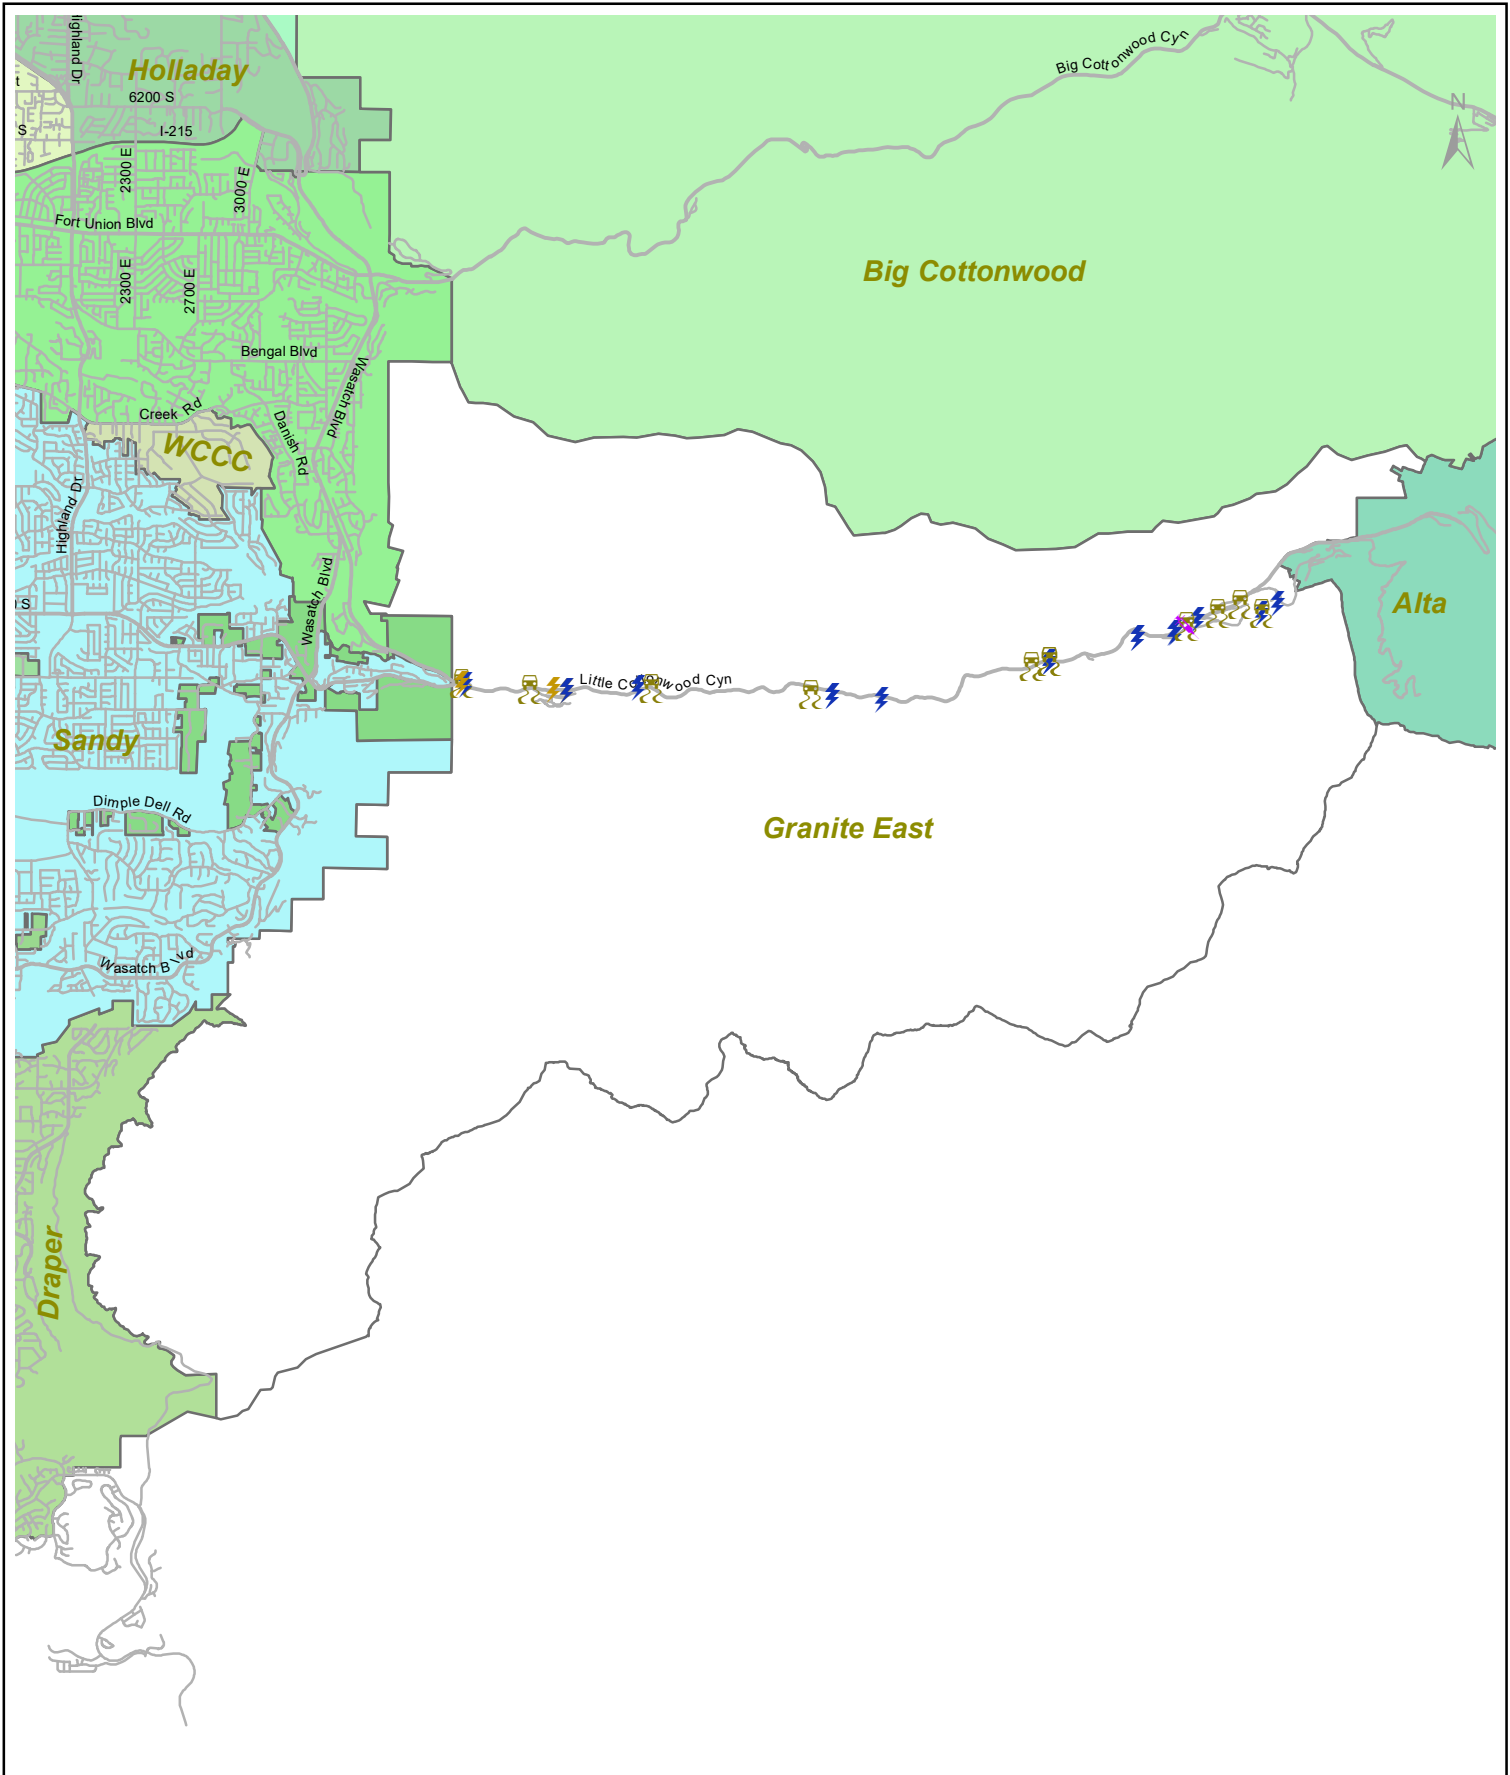 Highland Dr
Holladay
6200 S
t
S
I-215
2300 E
3000 E
Fort Union Blvd
2300 E
2700 E
Big Cottonwood Cyn
N
Big Cottonwood
Bengal Blvd
Wasatch Blvd
Creek Rd
Danish Rd
WCCC
Highland Dr
Wasatch Blvd
S
Alta
Little Cottonwood Cyn
Sandy
Dimple Dell Rd
Granite East
Wasatch Blvd
Draper